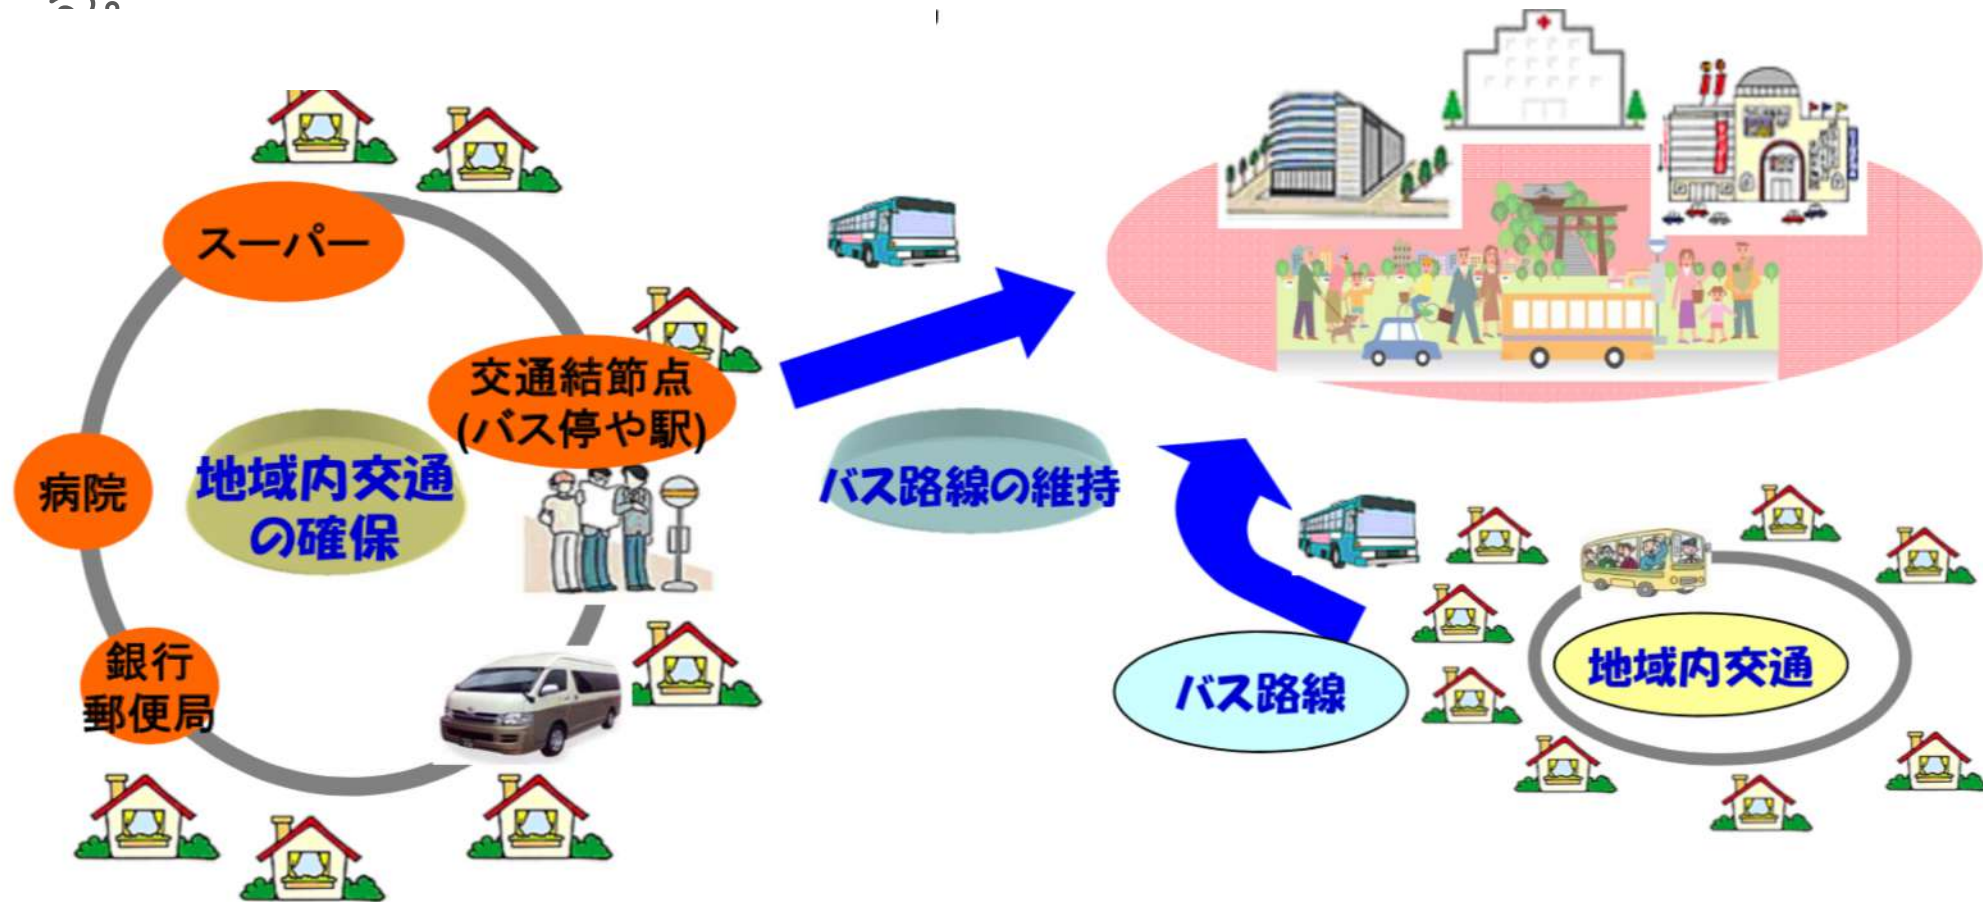 スーパー
交通結節点
(バス停や駅)
病院
地域内交通
の確保
銀行
郵便局
バス路線の維持
バス路線
地域内交通